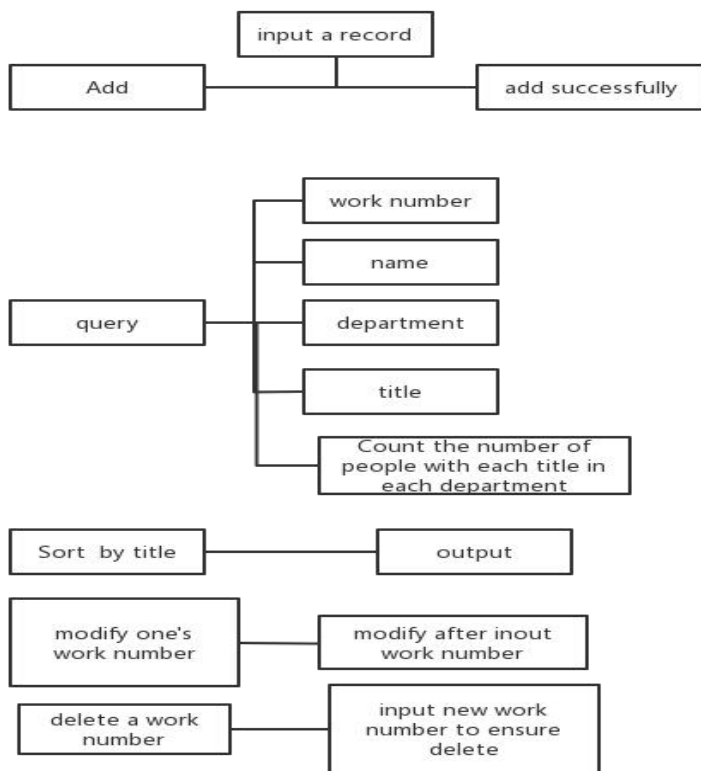 input a record
Add
add successfully
work number
name
query
department
title
Count the number of
people with each title in
each department
Sort by title
output
modify one's
work number
modify after inout
work number
delete a work
number
input new work
number to ensure
delete